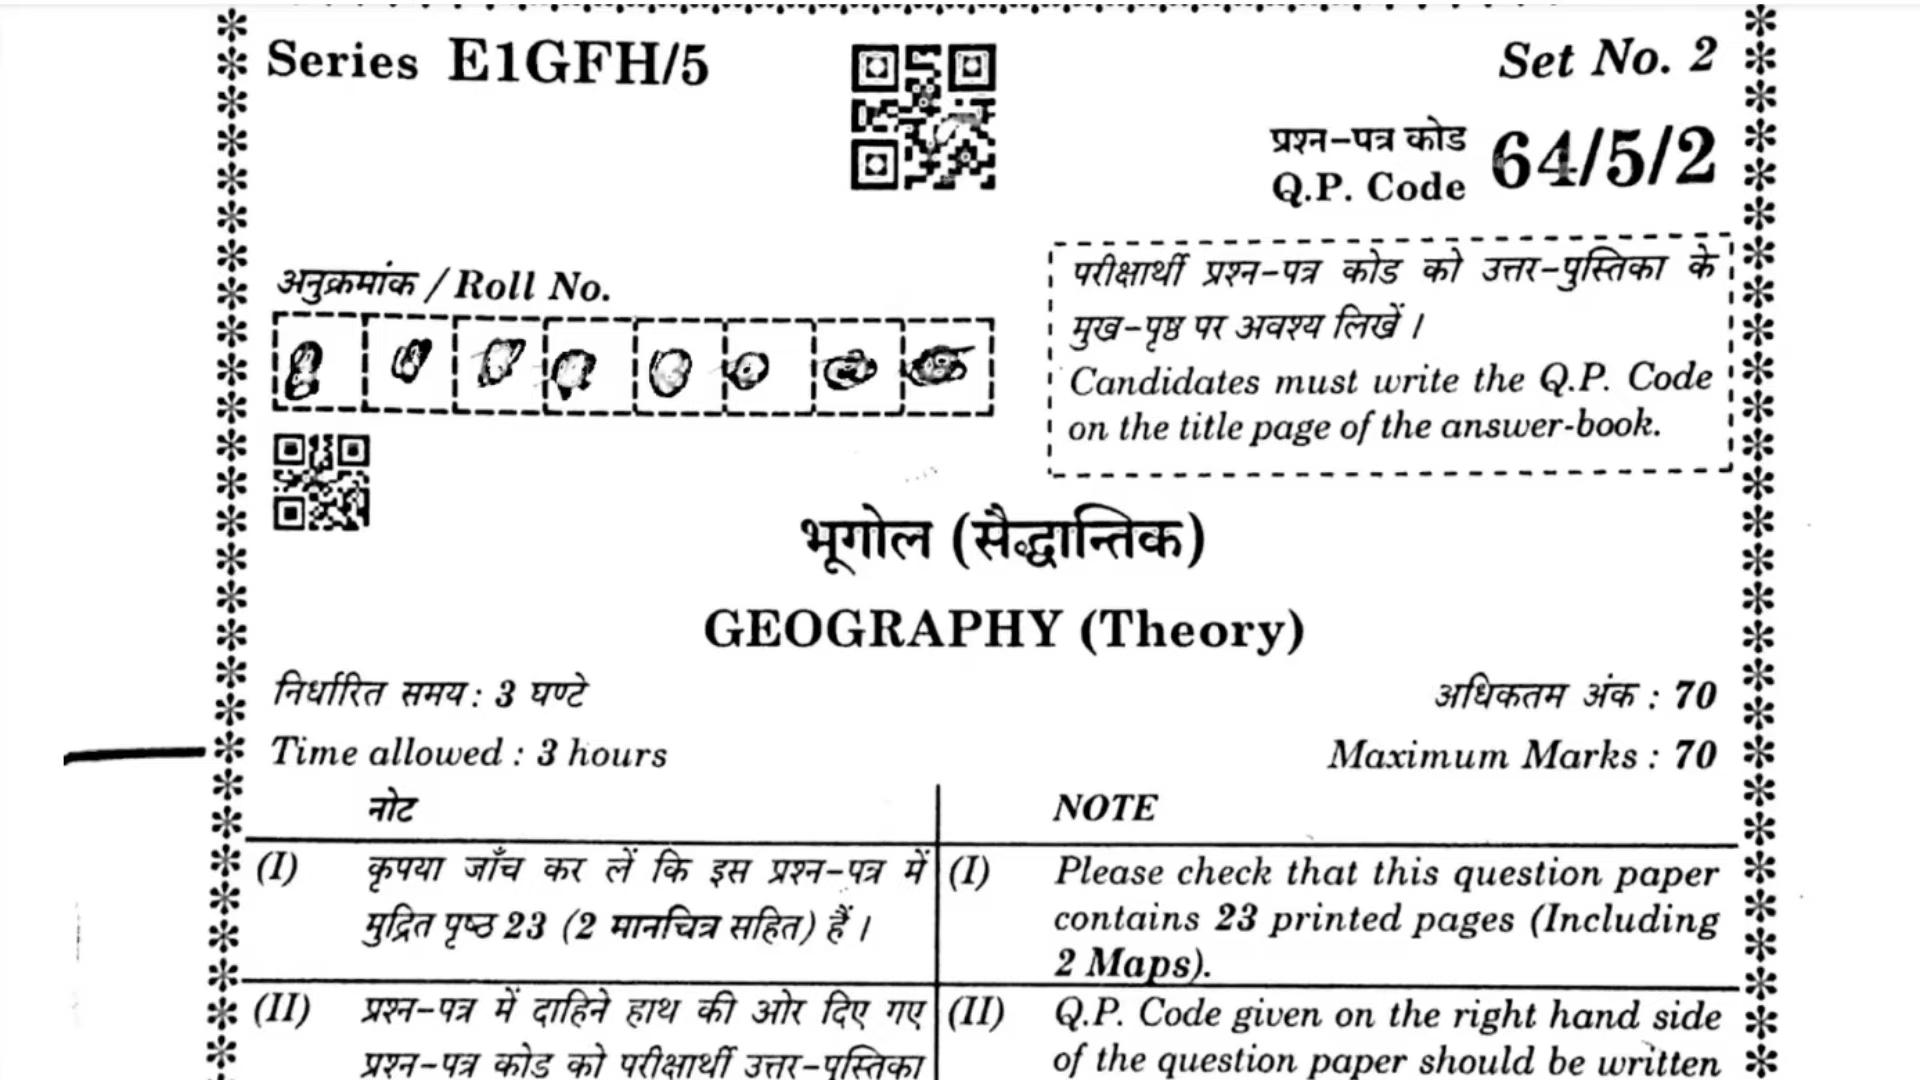 Series E1GFH/5
Set No. 2
प्रश्न-पत्र कोड
Q.P. Code 64/5/2
अनुक्रमांक / Roll No.
परीक्षार्थी प्रश्न-पत्र कोड को उत्तर-पुस्तिका के
मुख-पृष्ठ पर अवश्य लिखें ।
Candidates must write the Q.P. Code
on the title page of the answer-book.
भूगोल (सैद्धान्तिक)
GEOGRAPHY (Theory)
निर्धारित समय : 3 घण्टे
अधिकतम अंक : 70
Time allowed : 3 hours
Maximum Marks : 70
नोट
(I) कृपया जाँच कर लें कि इस प्रश्न-पत्र में
मुद्रित पृष्ठ 23 (2 मानचित्र सहित) हैं ।
(II) प्रश्न-पत्र में दाहिने हाथ की ओर दिए गए
प्रश्न-पत्र कोड को परीक्षार्थी उत्तर-पुस्तिका
NOTE
(I) Please check that this question paper
contains 23 printed pages (Including
2 Maps).
(II) Q.P. Code given on the right hand side
of the question paper should be written